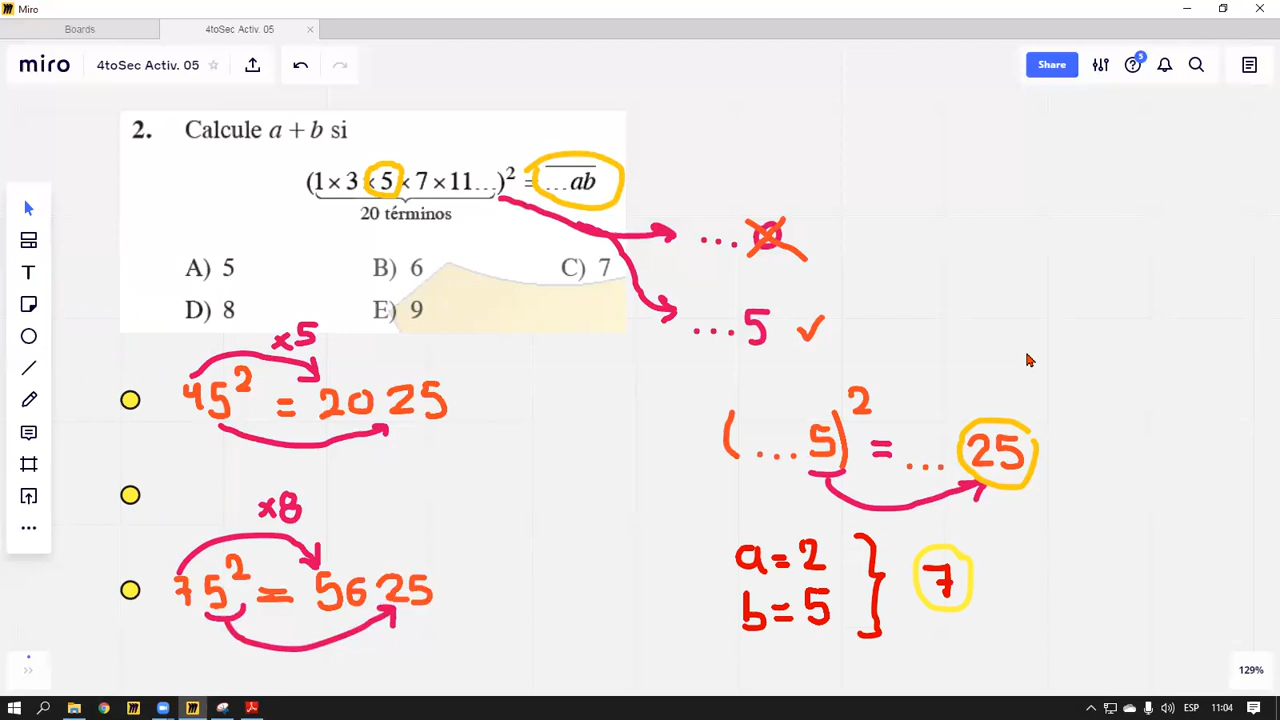 Miro
Boards
4toSec Activ. 05
miro
4toSec Activ. 05
Share
5
2. Calcule a + b si
(1 × 3 × 5 × 7 × 11...)² = ...ab
20 términos
A) 5 B) 6 C) 7
D) 8 E) 9
... 0
... 5 ✓
×5
45² = 2025
(... 5)² = ... 25
×8
75² = 5625
a = 2
b = 5
} 7
129%
ESP 11:04